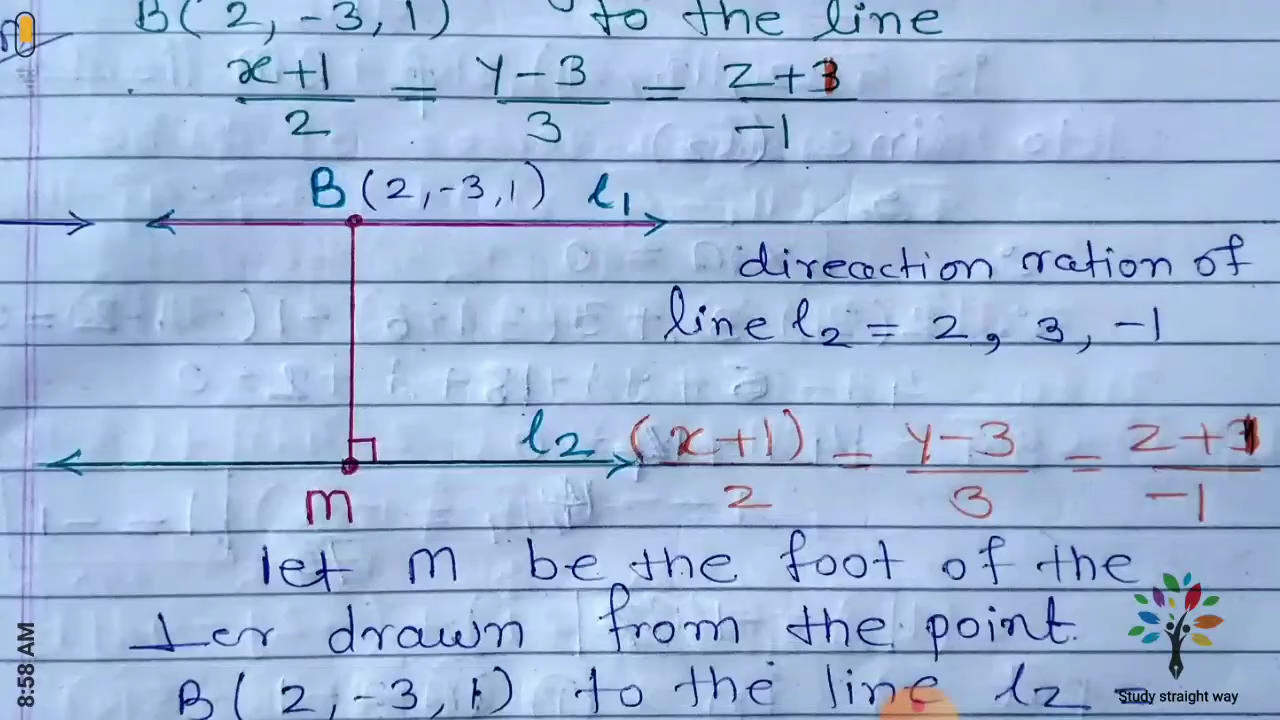 B(2, -3, 1) to the line
x+1/2 = y-3/3 = z+1/-1
B(2,-3,1) l1
direaction ration of
line l2 = 2, 3, -1
l2 (x+1)/2 = y-3/3 = z+1/-1
m
let m be the foot of the
⊥er drawn from the point.
B(2,-3,1) to the line l2 =
Study straight way
8:58 AM